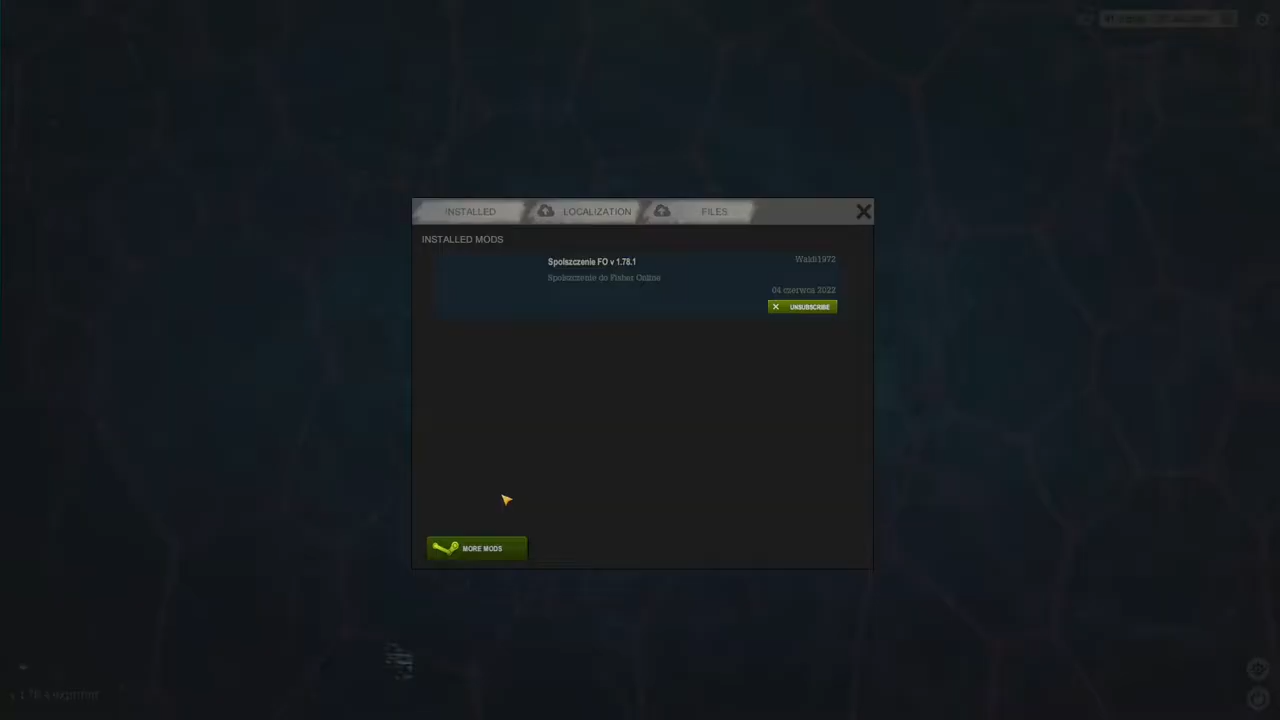 INSTALLED LOCALIZATION FILES
INSTALLED MODS
Spolszczenie FO v 1.78.1
Waldi1972
Spolszczenie do Fisher Online
04 czerwca 2022
UNSUBSCRIBE
MORE MODS